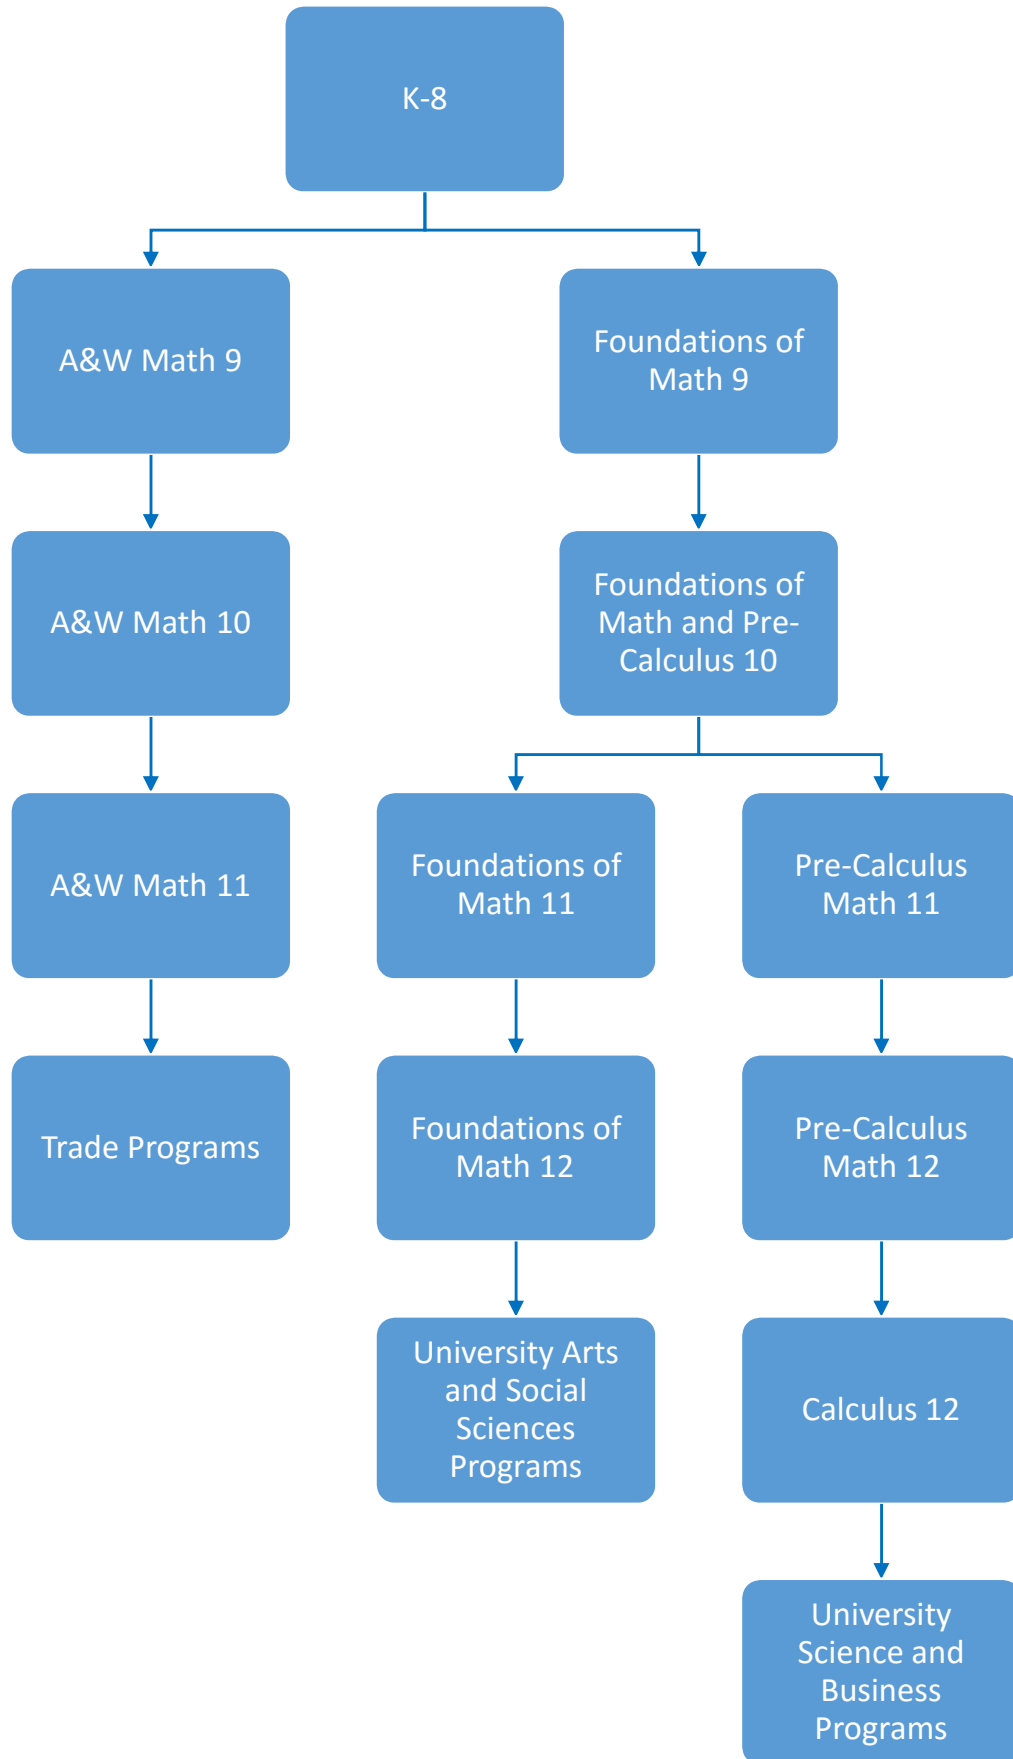 K-8
A&W Math 9
Foundations of
Math 9
A&W Math 10
Foundations of
Math and Pre-
Calculus 10
A&W Math 11
Foundations of
Math 11
Pre-Calculus
Math 11
Trade Programs
Foundations of
Math 12
Pre-Calculus
Math 12
University Arts
and Social
Sciences
Programs
Calculus 12
University
Science and
Business
Programs